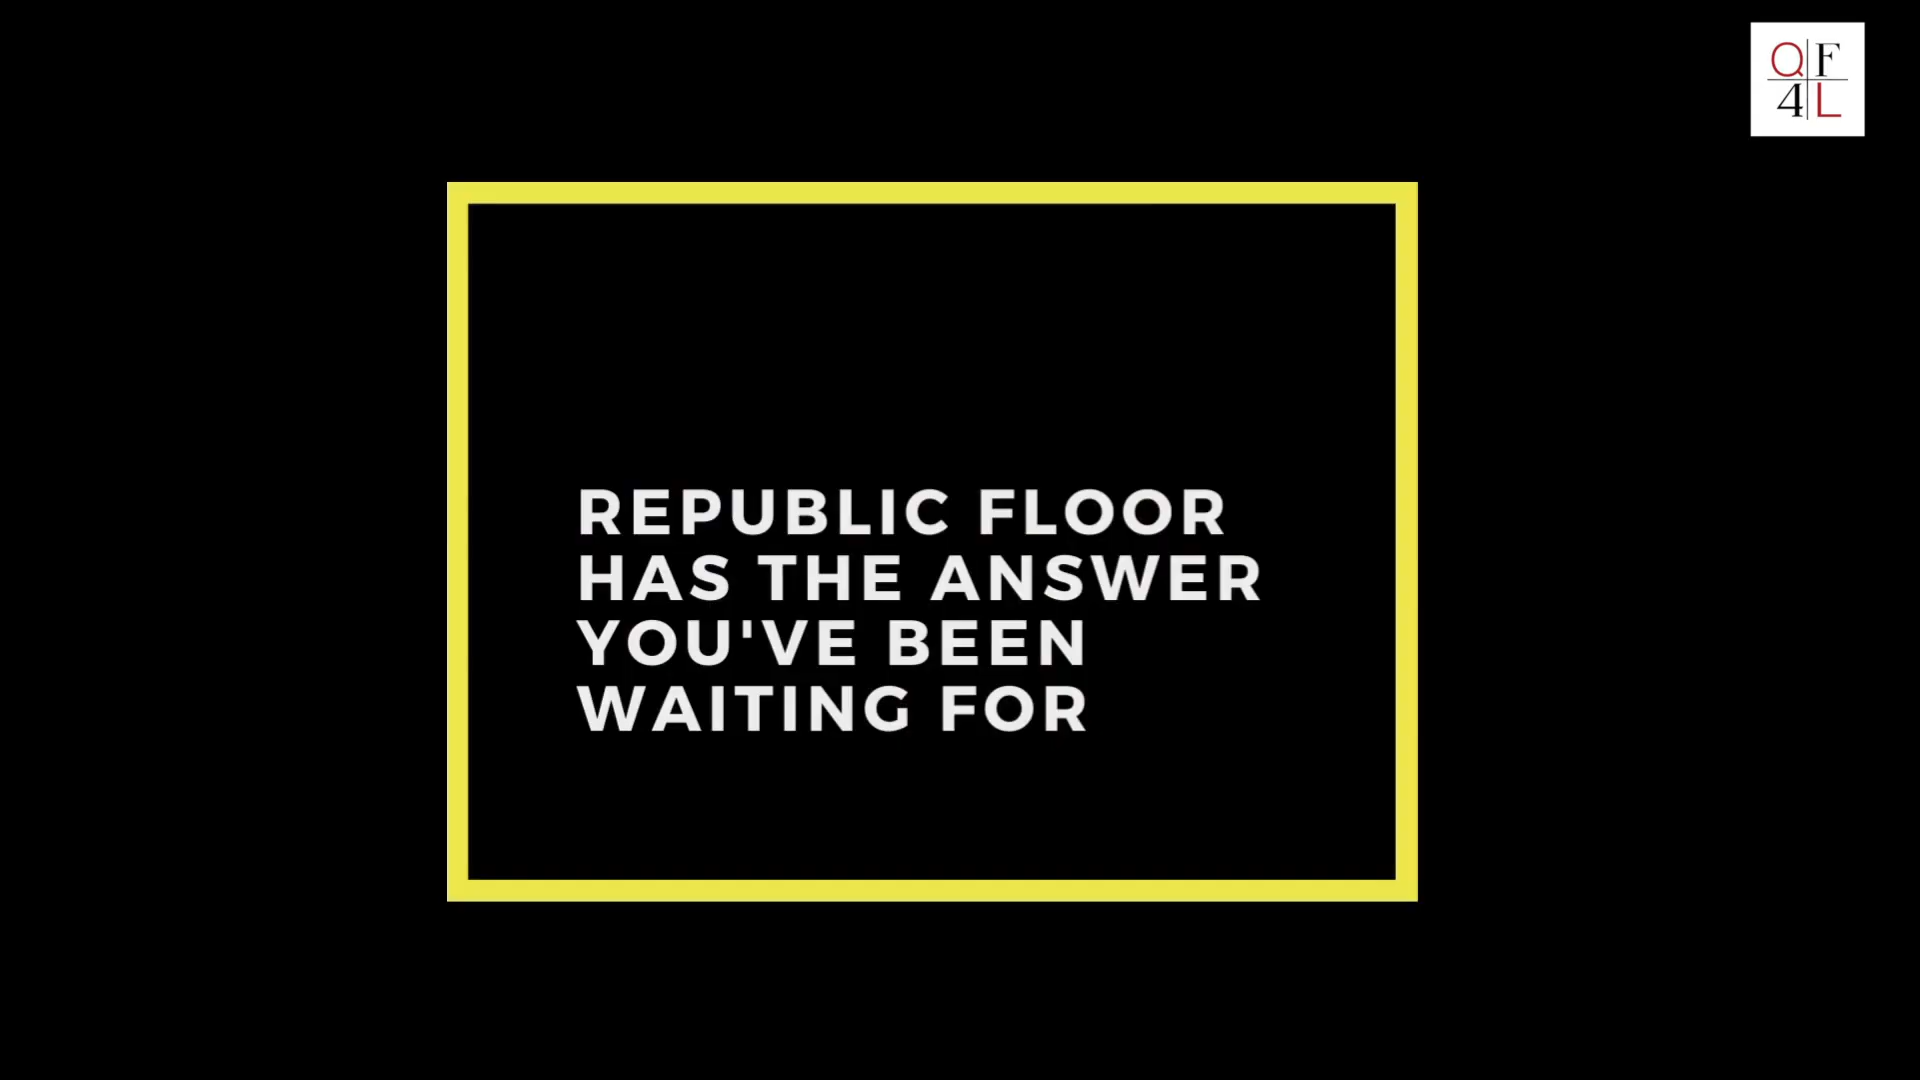 QF
4L
REPUBLIC FLOOR
HAS THE ANSWER
YOU'VE BEEN
WAITING FOR